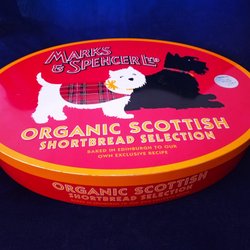 MARKS
& SPENCER LTD
ORGANIC SCOTTISH
SHORTBREAD SELECTION
BAKED IN EDINBURGH TO OUR
OWN EXCLUSIVE RECIPE
ORGANIC SCOTTISH
SHORTBREAD SELECTION